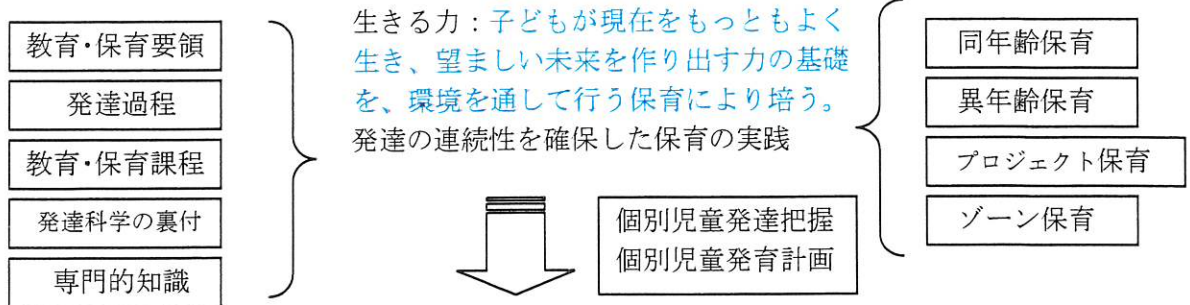 教育・保育要領
発達過程
教育・保育課程
発達科学の裏付
専門的知識
生きる力：子どもが現在をもっともよく
生き、望ましい未来を作り出す力の基礎
を、環境を通して行う保育により培う。
発達の連続性を確保した保育の実践
個別児童発達把握
個別児童発育計画
同年齢保育
異年齢保育
プロジェクト保育
ゾーン保育